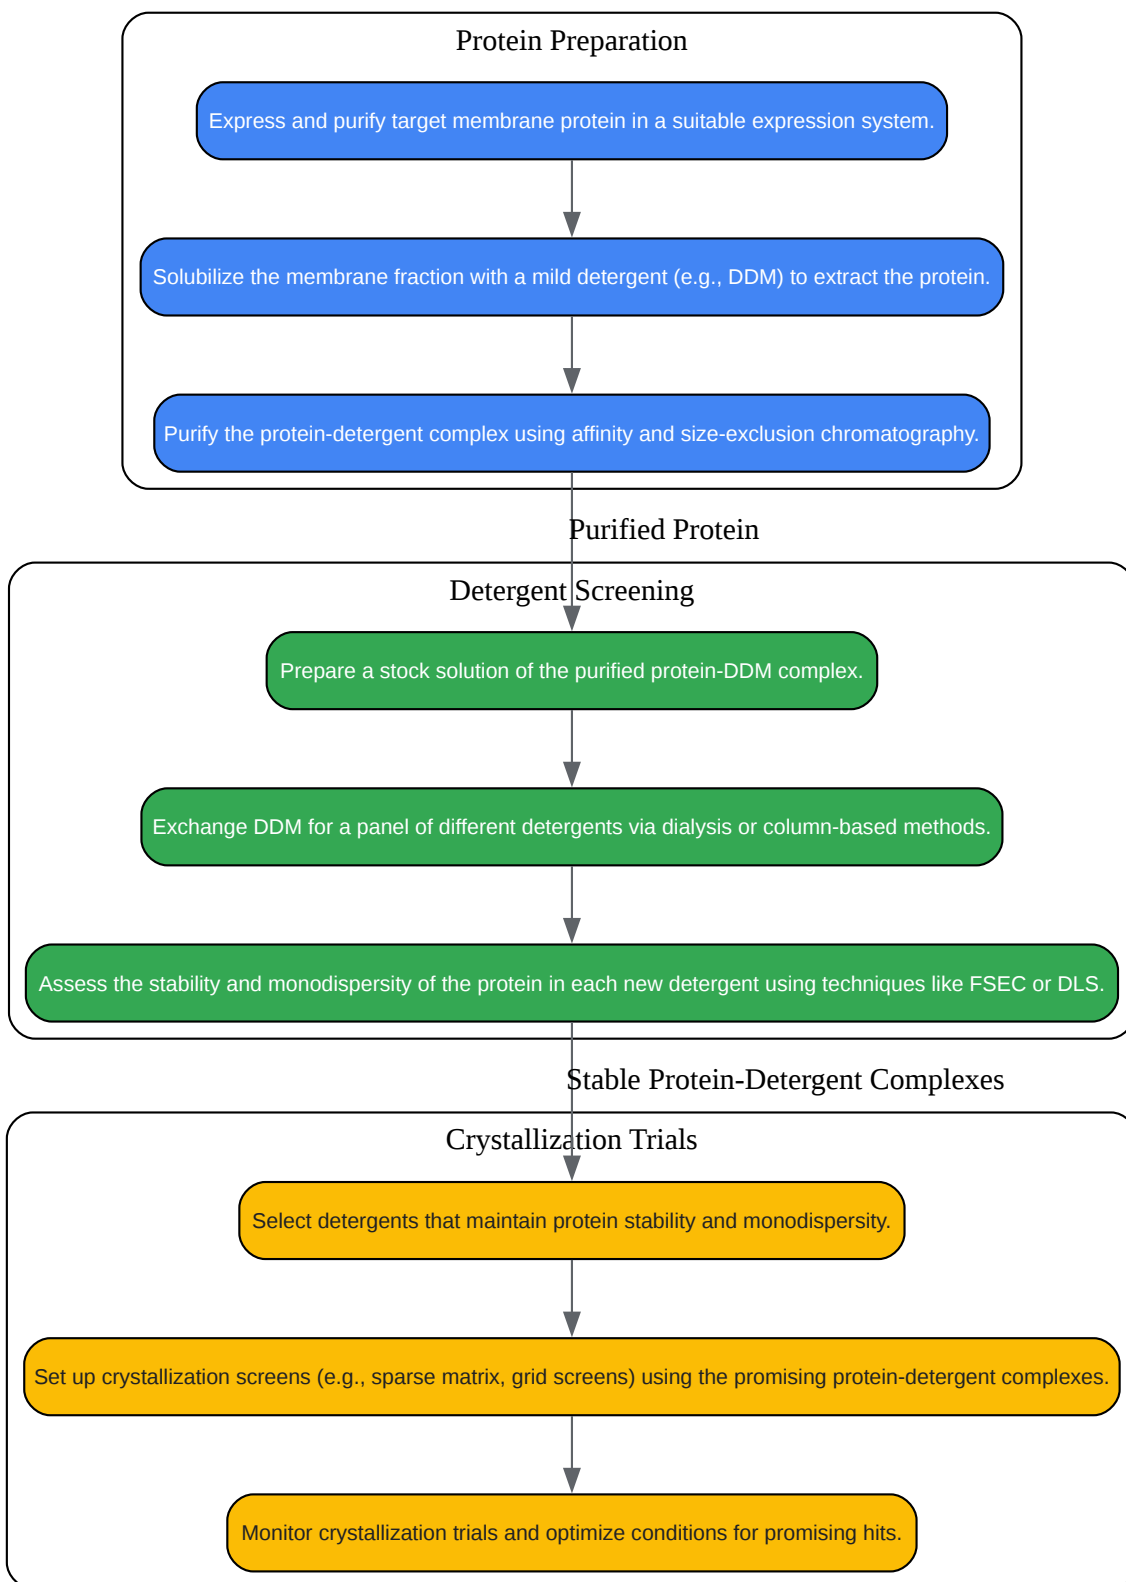 Protein Preparation
Express and purify target membrane protein in a suitable expression system.
Solubilize the membrane fraction with a mild detergent (e.g., DDM) to extract the protein.
Purify the protein-detergent complex using affinity and size-exclusion chromatography.
Purified Protein
Detergent Screening
Prepare a stock solution of the purified protein-DDM complex.
Exchange DDM for a panel of different detergents via dialysis or column-based methods.
Assess the stability and monodispersity of the protein in each new detergent using techniques like FSEC or DLS.
Stable Protein-Detergent Complexes
Crystallization Trials
Select detergents that maintain protein stability and monodispersity.
Set up crystallization screens (e.g., sparse matrix, grid screens) using the promising protein-detergent complexes.
Monitor crystallization trials and optimize conditions for promising hits.